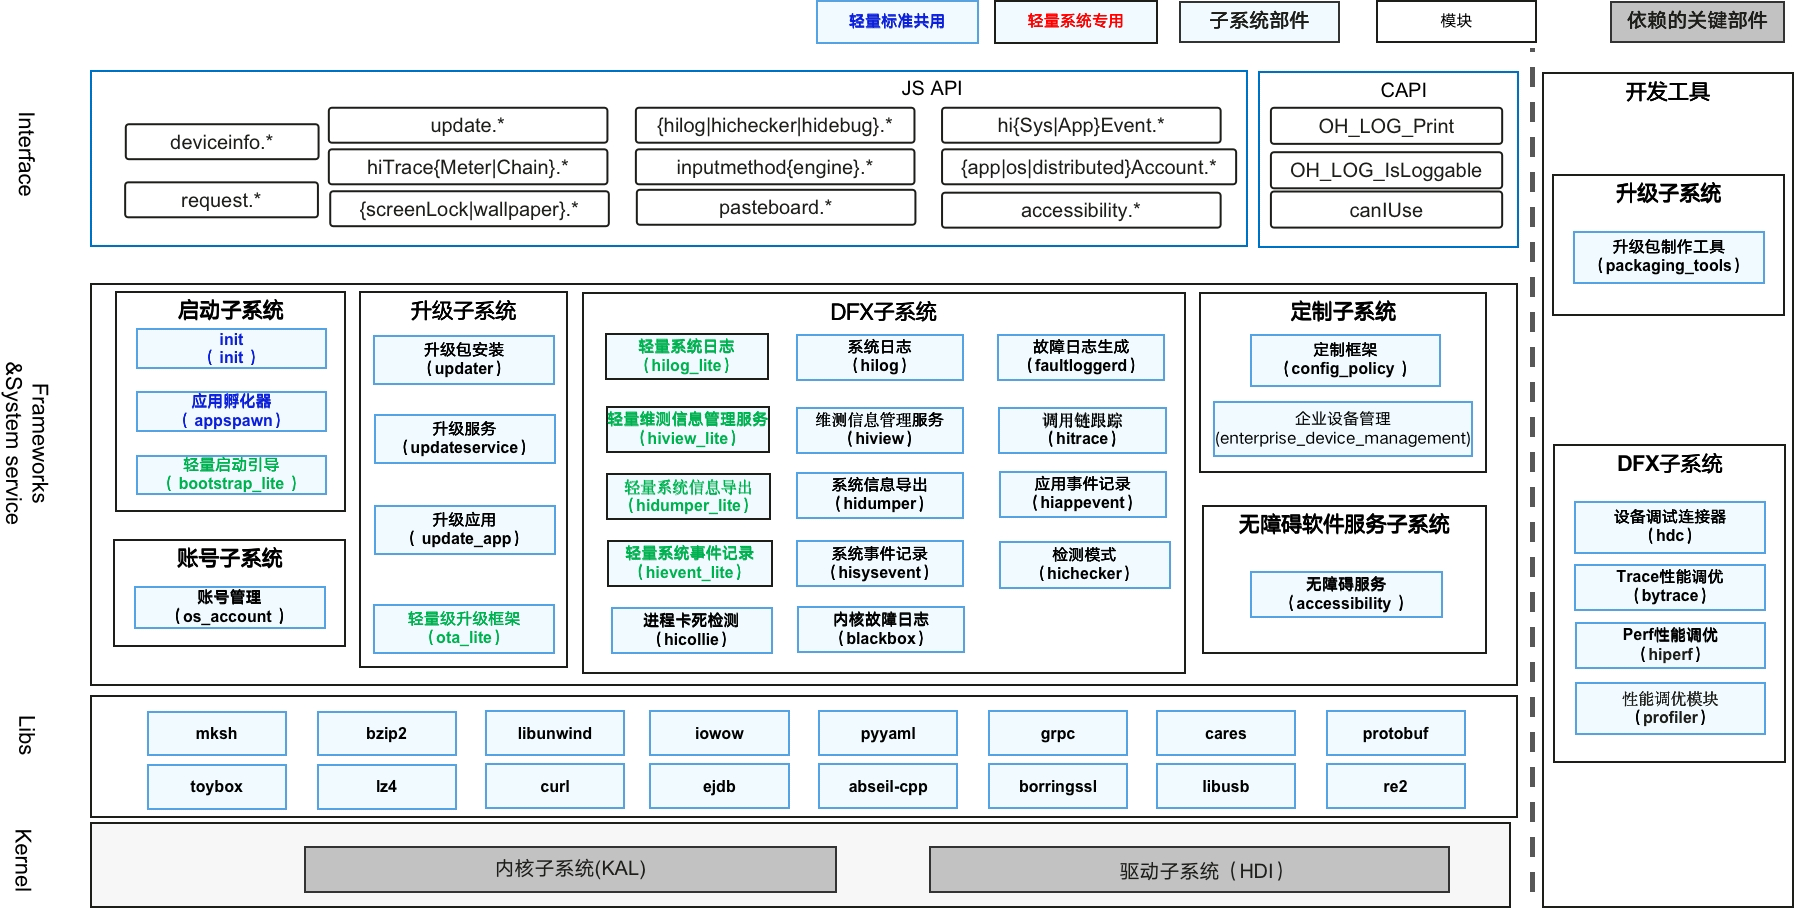 轻量标准共用
轻量系统专用
子系统部件
模块
依赖的关键部件
Interface
JS API
deviceinfo.*
request.*
update.*
hiTrace{Meter|Chain}.*
{screenLock|wallpaper}.*
{hilog|hichecker|hidebug}.*
inputmethod{engine}.*
pasteboard.*
hi{Sys|App}Event.*
{app|os|distributed}Account.*
accessibility.*
CAPI
OH_LOG_Print
OH_LOG_IsLoggable
canIUse
Frameworks
&System service
启动子系统
init
( init )
应用孵化器
( appspawn)
轻量启动引导
( bootstrap_lite )
账号子系统
账号管理
(os_account )
升级子系统
升级包安装
(updater)
升级服务
(updateservice)
升级应用
( update_app)
轻量级升级框架
(ota_lite)
DFX子系统
轻量系统日志
(hilog_lite)
系统日志
(hilog)
故障日志生成
(faultloggerd)
轻量维测信息管理服务
(hiview_lite)
维测信息管理服务
(hiview)
调用链跟踪
(hitrace)
轻量系统信息导出
(hidumper_lite)
系统信息导出
(hidumper)
应用事件记录
(hiappevent)
轻量系统事件记录
(hievent_lite)
系统事件记录
(hisysevent)
检测模式
(hichecker)
进程卡死检测
(hicollie)
内核故障日志
(blackbox)
定制子系统
定制框架
(config_policy )
企业设备管理
(enterprise_device_management)
无障碍软件服务子系统
无障碍服务
(accessibility )
Libs
mksh
bzip2
libunwind
iowow
pyyaml
grpc
cares
protobuf
toybox
lz4
curl
ejdb
abseil-cpp
borringssl
libusb
re2
Kernel
内核子系统(KAL)
驱动子系统（HDI）
开发工具
升级子系统
升级包制作工具
(packaging_tools)
DFX子系统
设备调试连接器
(hdc)
Trace性能调优
(bytrace)
Perf性能调优
(hiperf)
性能调优模块
(profiler)